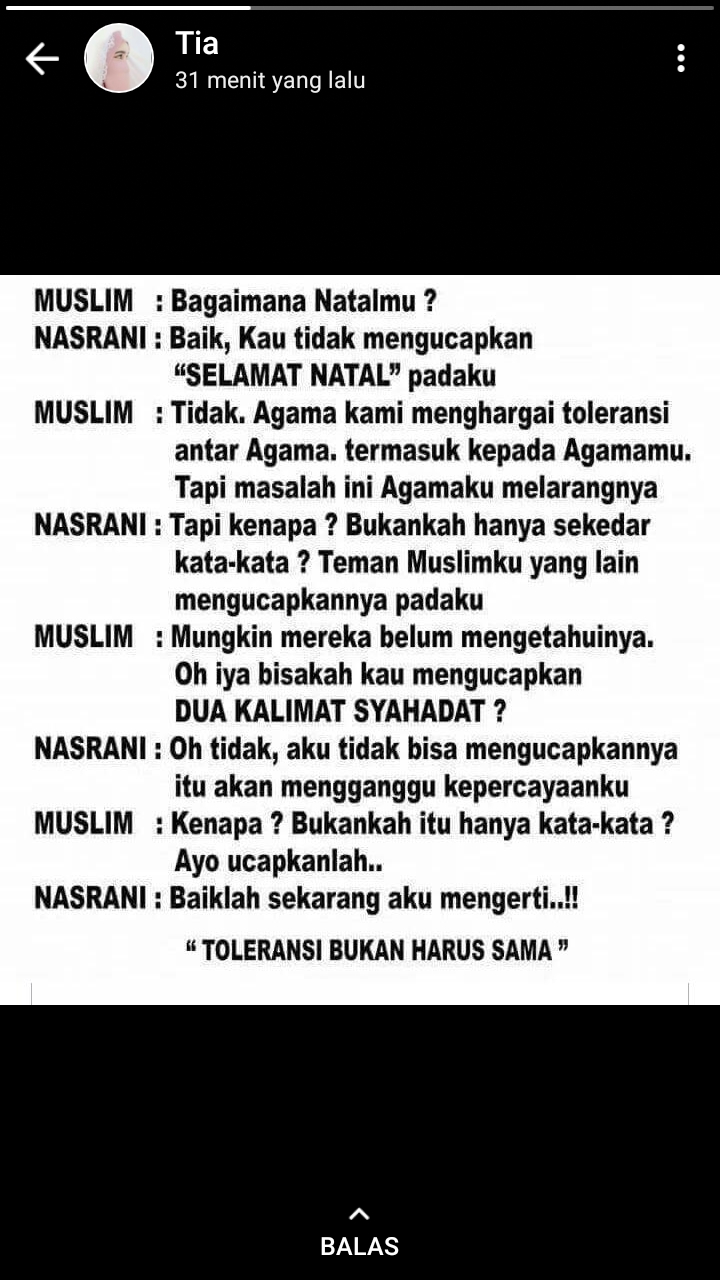 Tia
31 menit yang lalu
MUSLIM : Bagaimana Natalmu ?
NASRANI : Baik, Kau tidak mengucapkan
“SELAMAT NATAL” padaku
MUSLIM : Tidak. Agama kami menghargai toleransi
antar Agama. termasuk kepada Agamamu.
Tapi masalah ini Agamaku melarangnya
NASRANI : Tapi kenapa ? Bukankah hanya sekedar
kata-kata ? Teman Muslimku yang lain
mengucapkannya padaku
MUSLIM : Mungkin mereka belum mengetahuinya.
Oh iya bisakah kau mengucapkan
DUA KALIMAT SYAHADAT ?
NASRANI : Oh tidak, aku tidak bisa mengucapkannya
itu akan mengganggu kepercayaanku
MUSLIM : Kenapa ? Bukankah itu hanya kata-kata ?
Ayo ucapkanlah..
NASRANI : Baiklah sekarang aku mengerti..!!
“ TOLERANSI BUKAN HARUS SAMA ”
BALAS